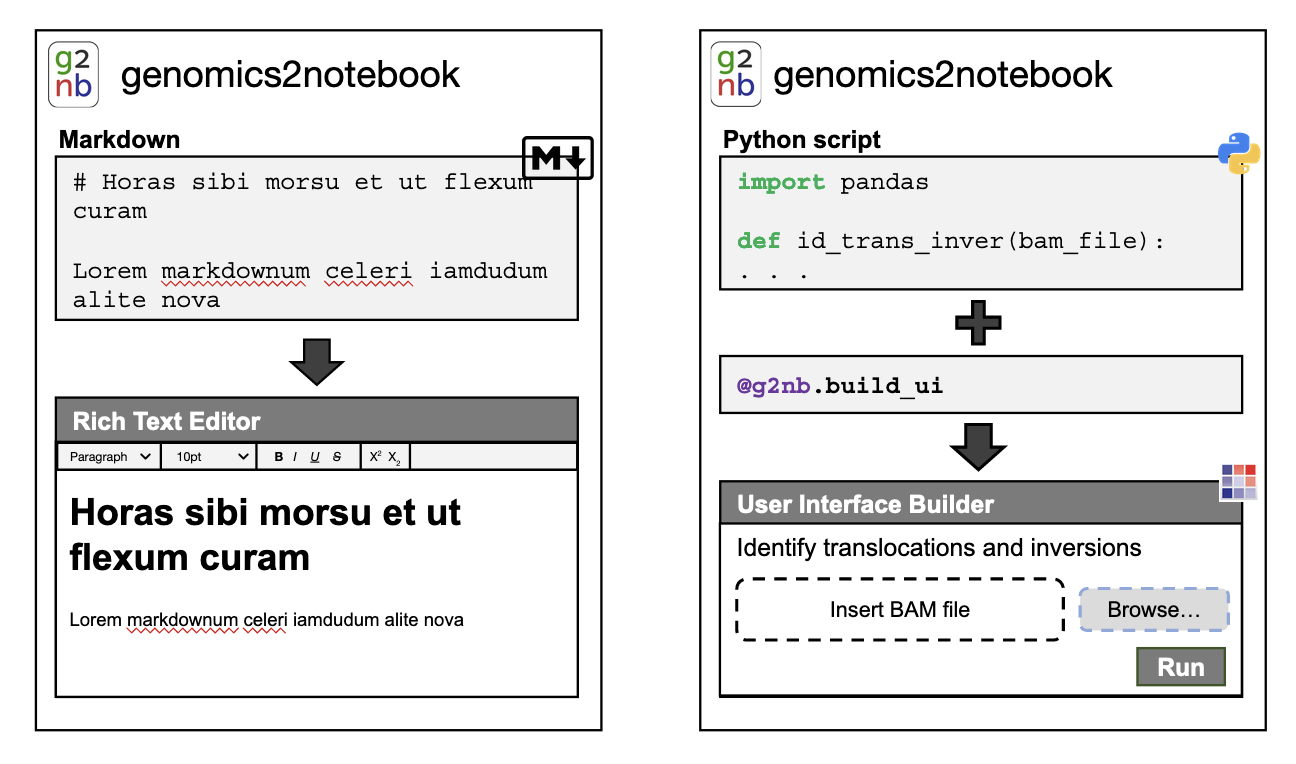 g2
nb
genomics2notebook
Markdown
M
# Horas sibi morsu et ut flexum
curam
Lorem markdownum celeri iamdudum
alite nova
Rich Text Editor
Paragraph 10pt B I U S X² X₂
Horas sibi morsu et ut
flexum curam
Lorem markdownum celeri iamdudum alite nova
g2
nb
genomics2notebook
Python script
import pandas
def id_trans_inver(bam_file):
. . .
@g2nb.build_ui
User Interface Builder
Identify translocations and inversions
Insert BAM file
Browse…
Run